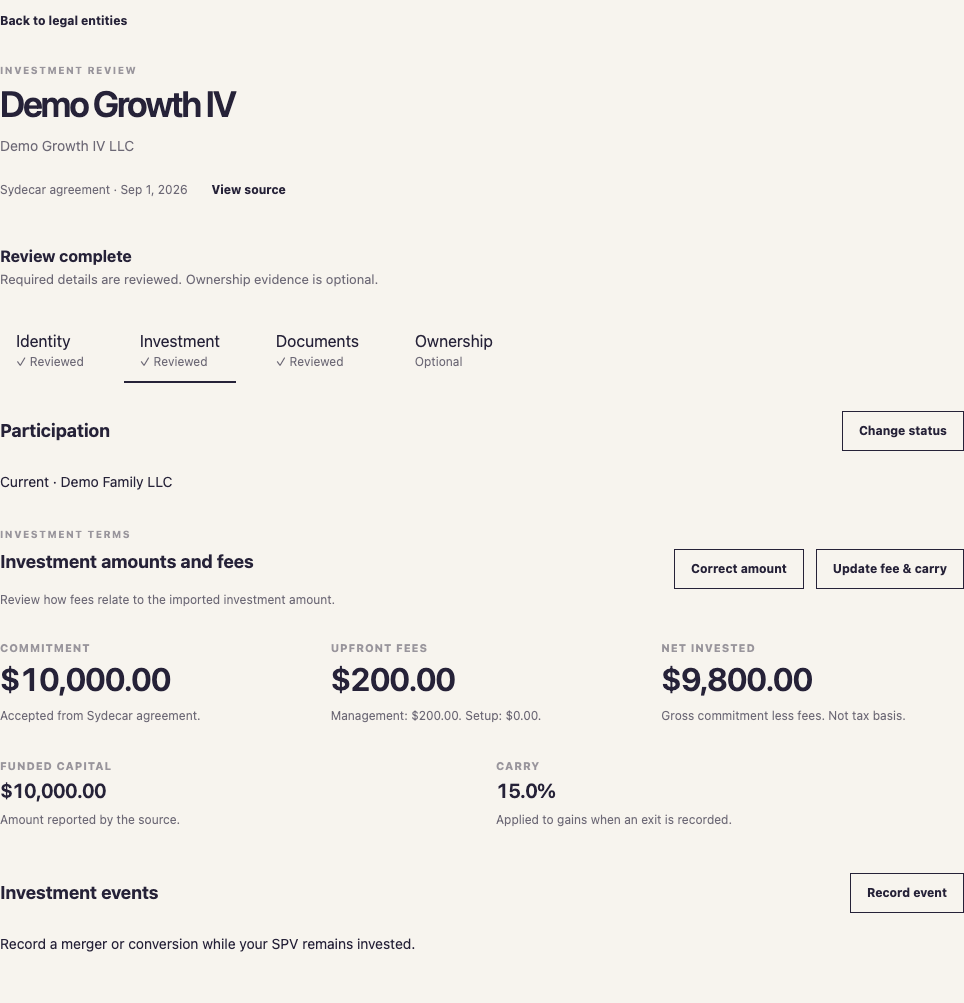 Back to legal entities
INVESTMENT REVIEW
Demo Growth IV
Demo Growth IV LLC
Sydecar agreement · Sep 1, 2026 View source
Review complete
Required details are reviewed. Ownership evidence is optional.
Identity Investment Documents Ownership
✓ Reviewed ✓ Reviewed ✓ Reviewed Optional
Participation Change status
Current · Demo Family LLC
INVESTMENT TERMS
Investment amounts and fees Correct amount Update fee & carry
Review how fees relate to the imported investment amount.
COMMITMENT UPFRONT FEES NET INVESTED
$10,000.00 $200.00 $9,800.00
Accepted from Sydecar agreement. Management: $200.00. Setup: $0.00. Gross commitment less fees. Not tax basis.
FUNDED CAPITAL CARRY
$10,000.00 15.0%
Amount reported by the source. Applied to gains when an exit is recorded.
Investment events Record event
Record a merger or conversion while your SPV remains invested.